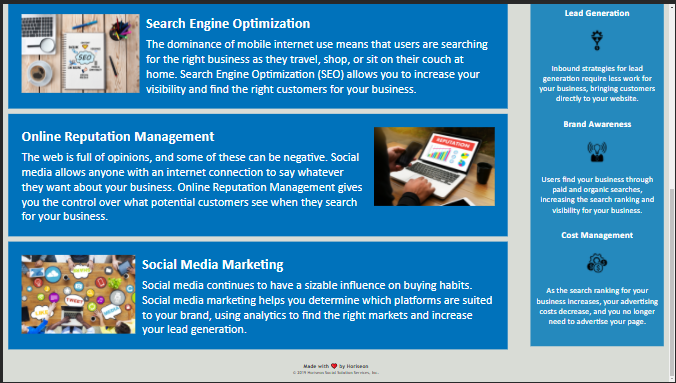 Search Engine Optimization
The dominance of mobile internet use means that users are searching
for the right business as they travel, shop, or sit on their couch at
home. Search Engine Optimization (SEO) allows you to increase your
visibility and find the right customers for your business.
SEO
Online Reputation Management
The web is full of opinions, and some of these can be negative. Social
media allows anyone with an internet connection to say whatever
they want about your business. Online Reputation Management gives
you the control over what potential customers see when they search
for your business.
REPUTATION
Social Media Marketing
Social media continues to have a sizable influence on buying habits.
Social media marketing helps you determine which platforms are suited
to your brand, using analytics to find the right markets and increase
your lead generation.
TWEET
Lead Generation
Inbound strategies for lead
generation require less work for
your business, bringing customers
directly to your website.
Brand Awareness
Users find your business through
paid and organic searches,
increasing the search ranking and
visibility for your business.
Cost Management
As the search ranking for your
business increases, your advertising
costs decrease, and you no longer
need to advertise your page.
Made with ❤️ by Horiseon
© 2019 Horiseon Social Solution Services, Inc.